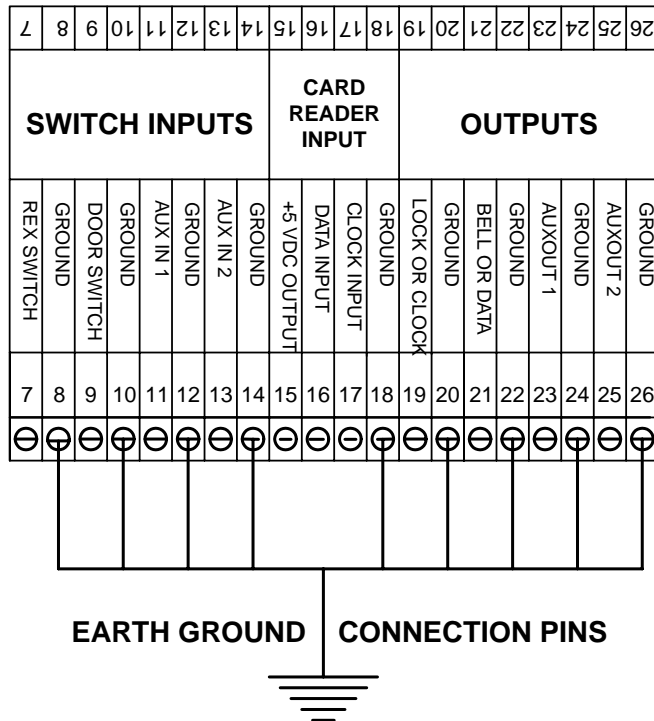 7 8 9 10 11 12 13 14 15 16 17 18 19 20 21 22 23 24 25 26
SWITCH INPUTS
CARD
READER
INPUT
OUTPUTS
REX SWITCH
GROUND
DOOR SWITCH
GROUND
AUX IN 1
GROUND
AUX IN 2
GROUND
+5 VDC OUTPUT
DATA INPUT
CLOCK INPUT
GROUND
LOCK OR CLOCK
GROUND
BELL OR DATA
GROUND
AUXOUT 1
GROUND
AUXOUT 2
GROUND
7 8 9 10 11 12 13 14 15 16 17 18 19 20 21 22 23 24 25 26
EARTH GROUND CONNECTION PINS